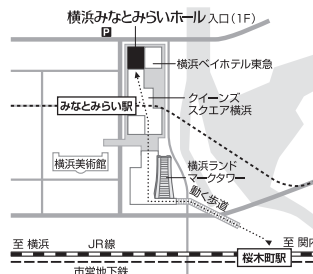 横浜みなとみらいホール 入口(1F)
P
横浜ベイホテル東急
みなとみらい駅
クイーンズ
スクエア横浜
横浜美術館
横浜ランド
マークタワー
動く歩道
至 横浜
JR線
至 関内
桜木町駅
市営地下鉄